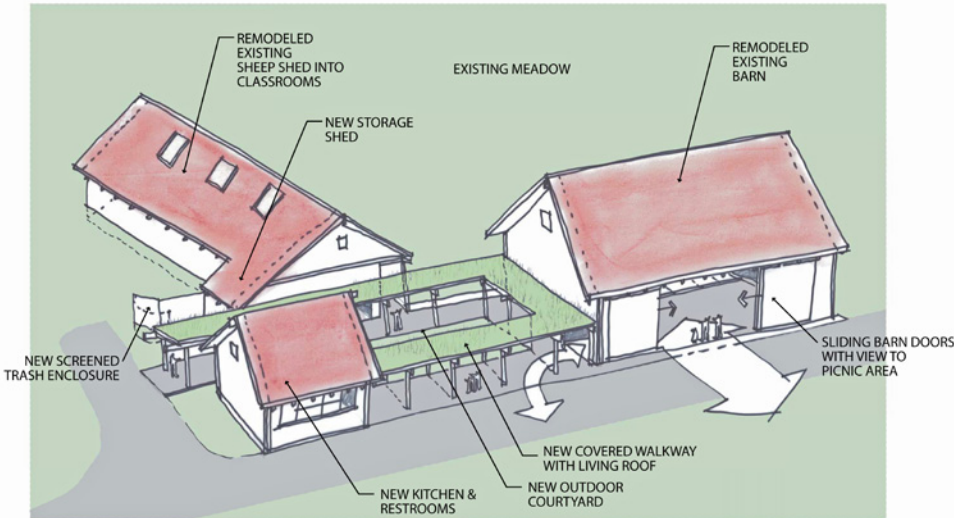 REMODELED
EXISTING
SHEEP SHED INTO
CLASSROOMS
EXISTING MEADOW
REMODELED
EXISTING
BARN
NEW STORAGE
SHED
NEW SCREENED
TRASH ENCLOSURE
SLIDING BARN DOORS
WITH VIEW TO
PICNIC AREA
NEW COVERED WALKWAY
WITH LIVING ROOF
NEW OUTDOOR
COURTYARD
NEW KITCHEN &
RESTROOMS